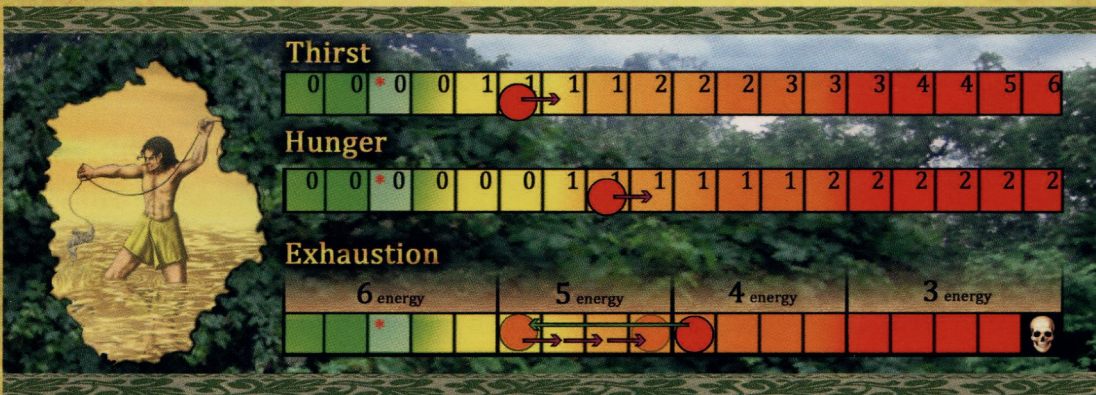 Thirst
0 0 * 0 0 1 1 1 1 2 2 2 3 3 3 4 4 5 6
Hunger
0 0 * 0 0 0 0 1 1 1 1 1 1 2 2 2 2 2 2
Exhaustion
6 energy 5 energy 4 energy 3 energy
*